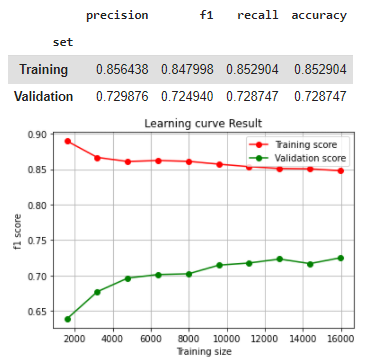 precision f1 recall accuracy
set
Training 0.856438 0.847998 0.852904 0.852904
Validation 0.729876 0.724940 0.728747 0.728747
Learning curve Result
Training score
Validation score
0.90
0.85
0.80
0.75
0.70
0.65
f1 score
2000 4000 6000 8000 10000 12000 14000 16000
Training size